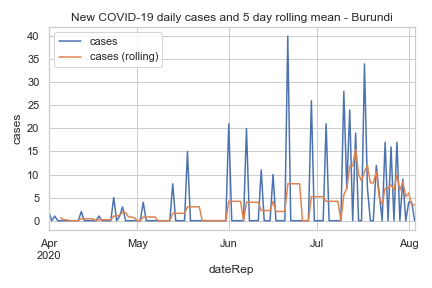 New COVID-19 daily cases and 5 day rolling mean - Burundi
cases
cases (rolling)
cases
40
35
30
25
20
15
10
5
0
Apr
2020
May
Jun
Jul
Aug
dateRep